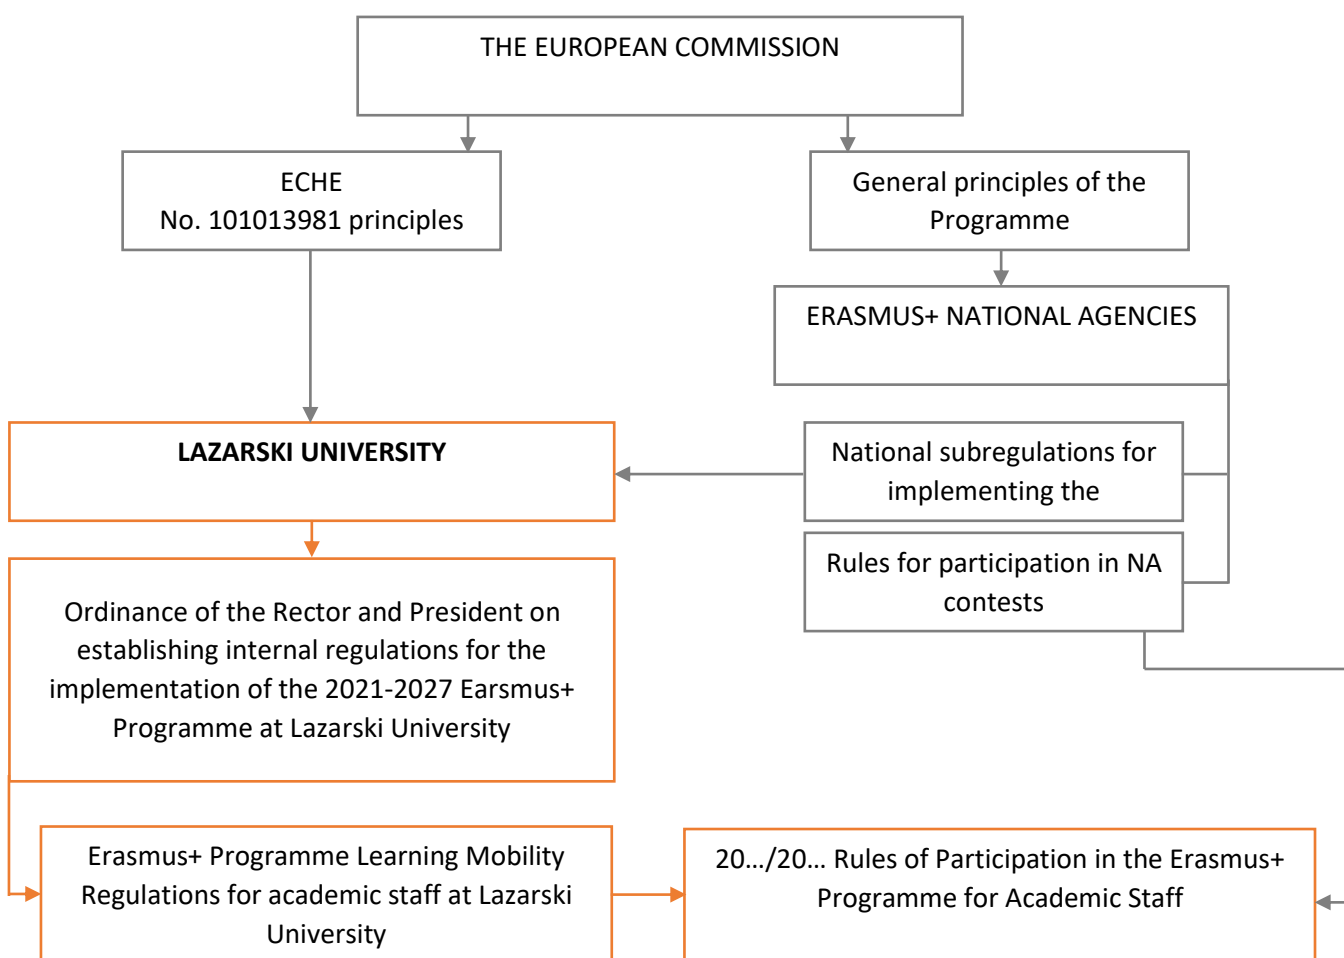 THE EUROPEAN COMMISSION
ECHE
No. 101013981 principles
General principles of the
Programme
ERASMUS+ NATIONAL AGENCIES
LAZARSKI UNIVERSITY
National subregulations for
implementing the
Rules for participation in NA
contests
Ordinance of the Rector and President on
establishing internal regulations for the
implementation of the 2021-2027 Earsmus+
Programme at Lazarski University
Erasmus+ Programme Learning Mobility
Regulations for academic staff at Lazarski
University
20…/20… Rules of Participation in the Erasmus+
Programme for Academic Staff